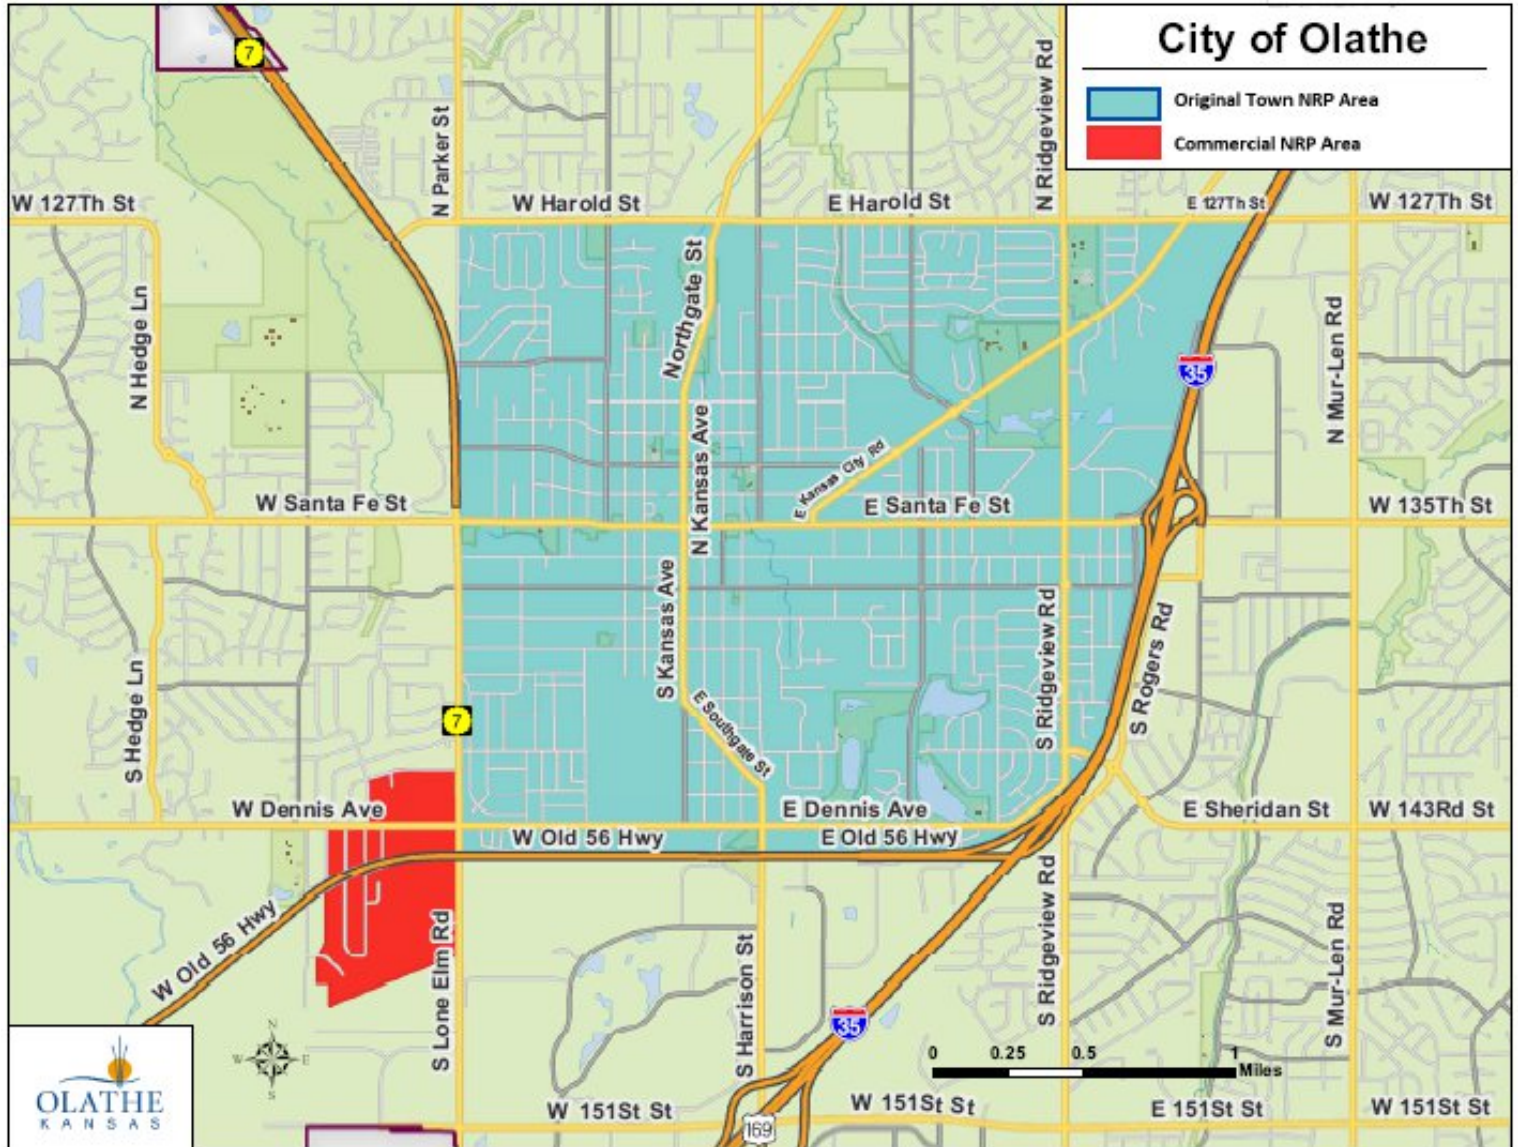 City of Olathe
Original Town NRP Area
Commercial NRP Area
7
N Parker St
N Ridgeview Rd
W 127Th St
W Harold St
E Harold St
E 127Th St
W 127Th St
N Hedge Ln
Northgate St
35
N Mur-Len Rd
N Kansas Ave
E Kansas City Rd
W Santa Fe St
E Santa Fe St
W 135Th St
S Kansas Ave
S Ridgeview Rd
S Rogers Rd
S Hedge Ln
E Southgate St
7
W Dennis Ave
E Dennis Ave
E Sheridan St
W 143Rd St
W Old 56 Hwy
E Old 56 Hwy
W Old 56 Hwy
S Lone Elm Rd
S Harrison St
S Ridgeview Rd
S Mur-Len Rd
35
N
W E
S
0 0.25 0.5 1
Miles
OLATHE
KANSAS
W 151St St
W 151St St
E 151St St
W 151St St
169